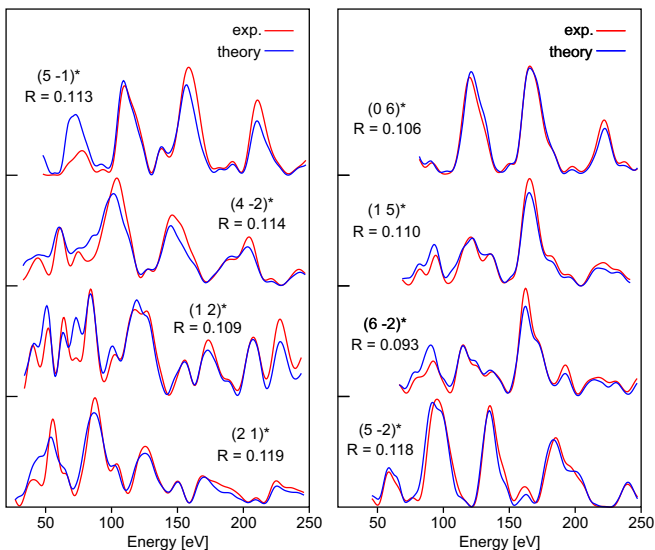 exp.
theory
(5 -1)*
R = 0.113
(4 -2)*
R = 0.114
(1 2)*
R = 0.109
(2 1)*
R = 0.119
50 100 150 200 250
Energy [eV]
exp.
theory
(0 6)*
R = 0.106
(1 5)*
R = 0.110
(6 -2)*
R = 0.093
(5 -2)*
R = 0.118
50 100 150 200 250
Energy [eV]